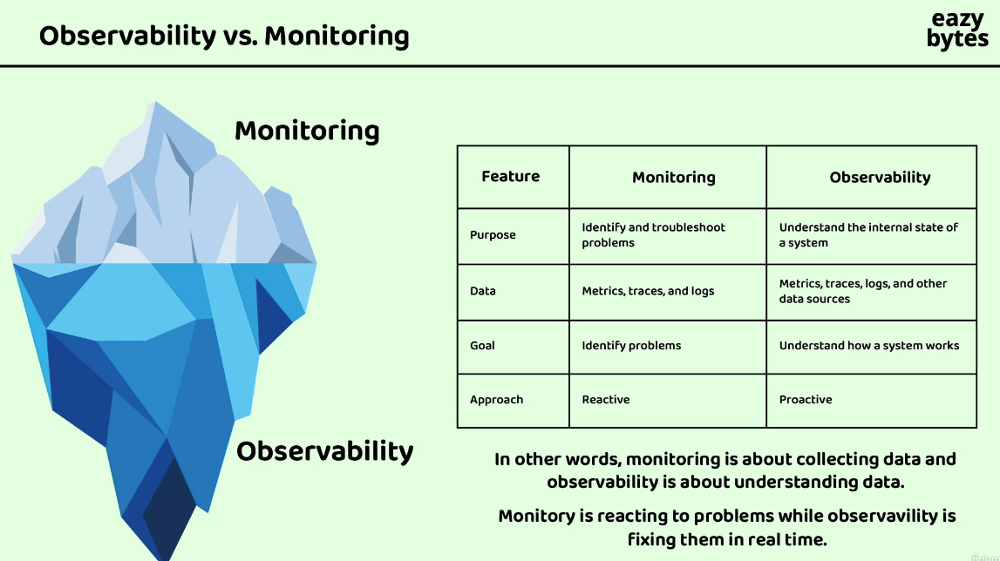 Observability vs. Monitoring
eazy
bytes
Monitoring
Observability
Feature
Monitoring
Observability
Purpose
Identify and troubleshoot
problems
Understand the internal state of
a system
Data
Metrics, traces, and logs
Metrics, traces, logs, and other
data sources
Goal
Identify problems
Understand how a system works
Approach
Reactive
Proactive
In other words, monitoring is about collecting data and
observability is about understanding data.
Monitory is reacting to problems while observavility is
fixing them in real time.